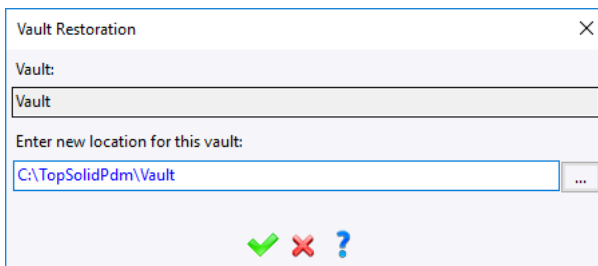 Vault Restoration
Vault:
Vault
Enter new location for this vault:
C:\TopSolidPdm\Vault
...